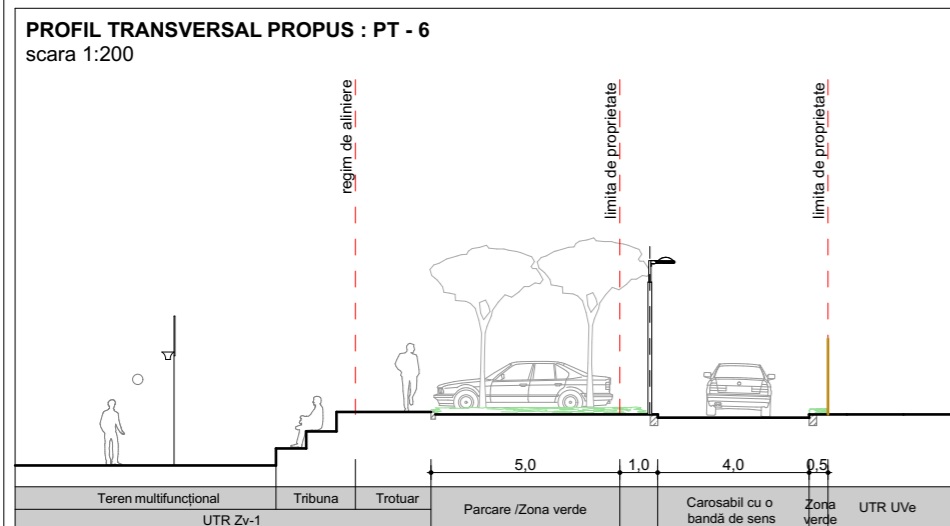 PROFIL TRANSVERSAL PROPUS : PT - 6
scara 1:200
regim de aliniere
limita de proprietate
limita de proprietate
5,0
1,0
4,0
0,5
Teren multifuncțional
Tribuna
Trotuar
Parcare /Zona verde
Carosabil cu o
bandă de sens
Zona
verde
UTR UVe
UTR Zv-1